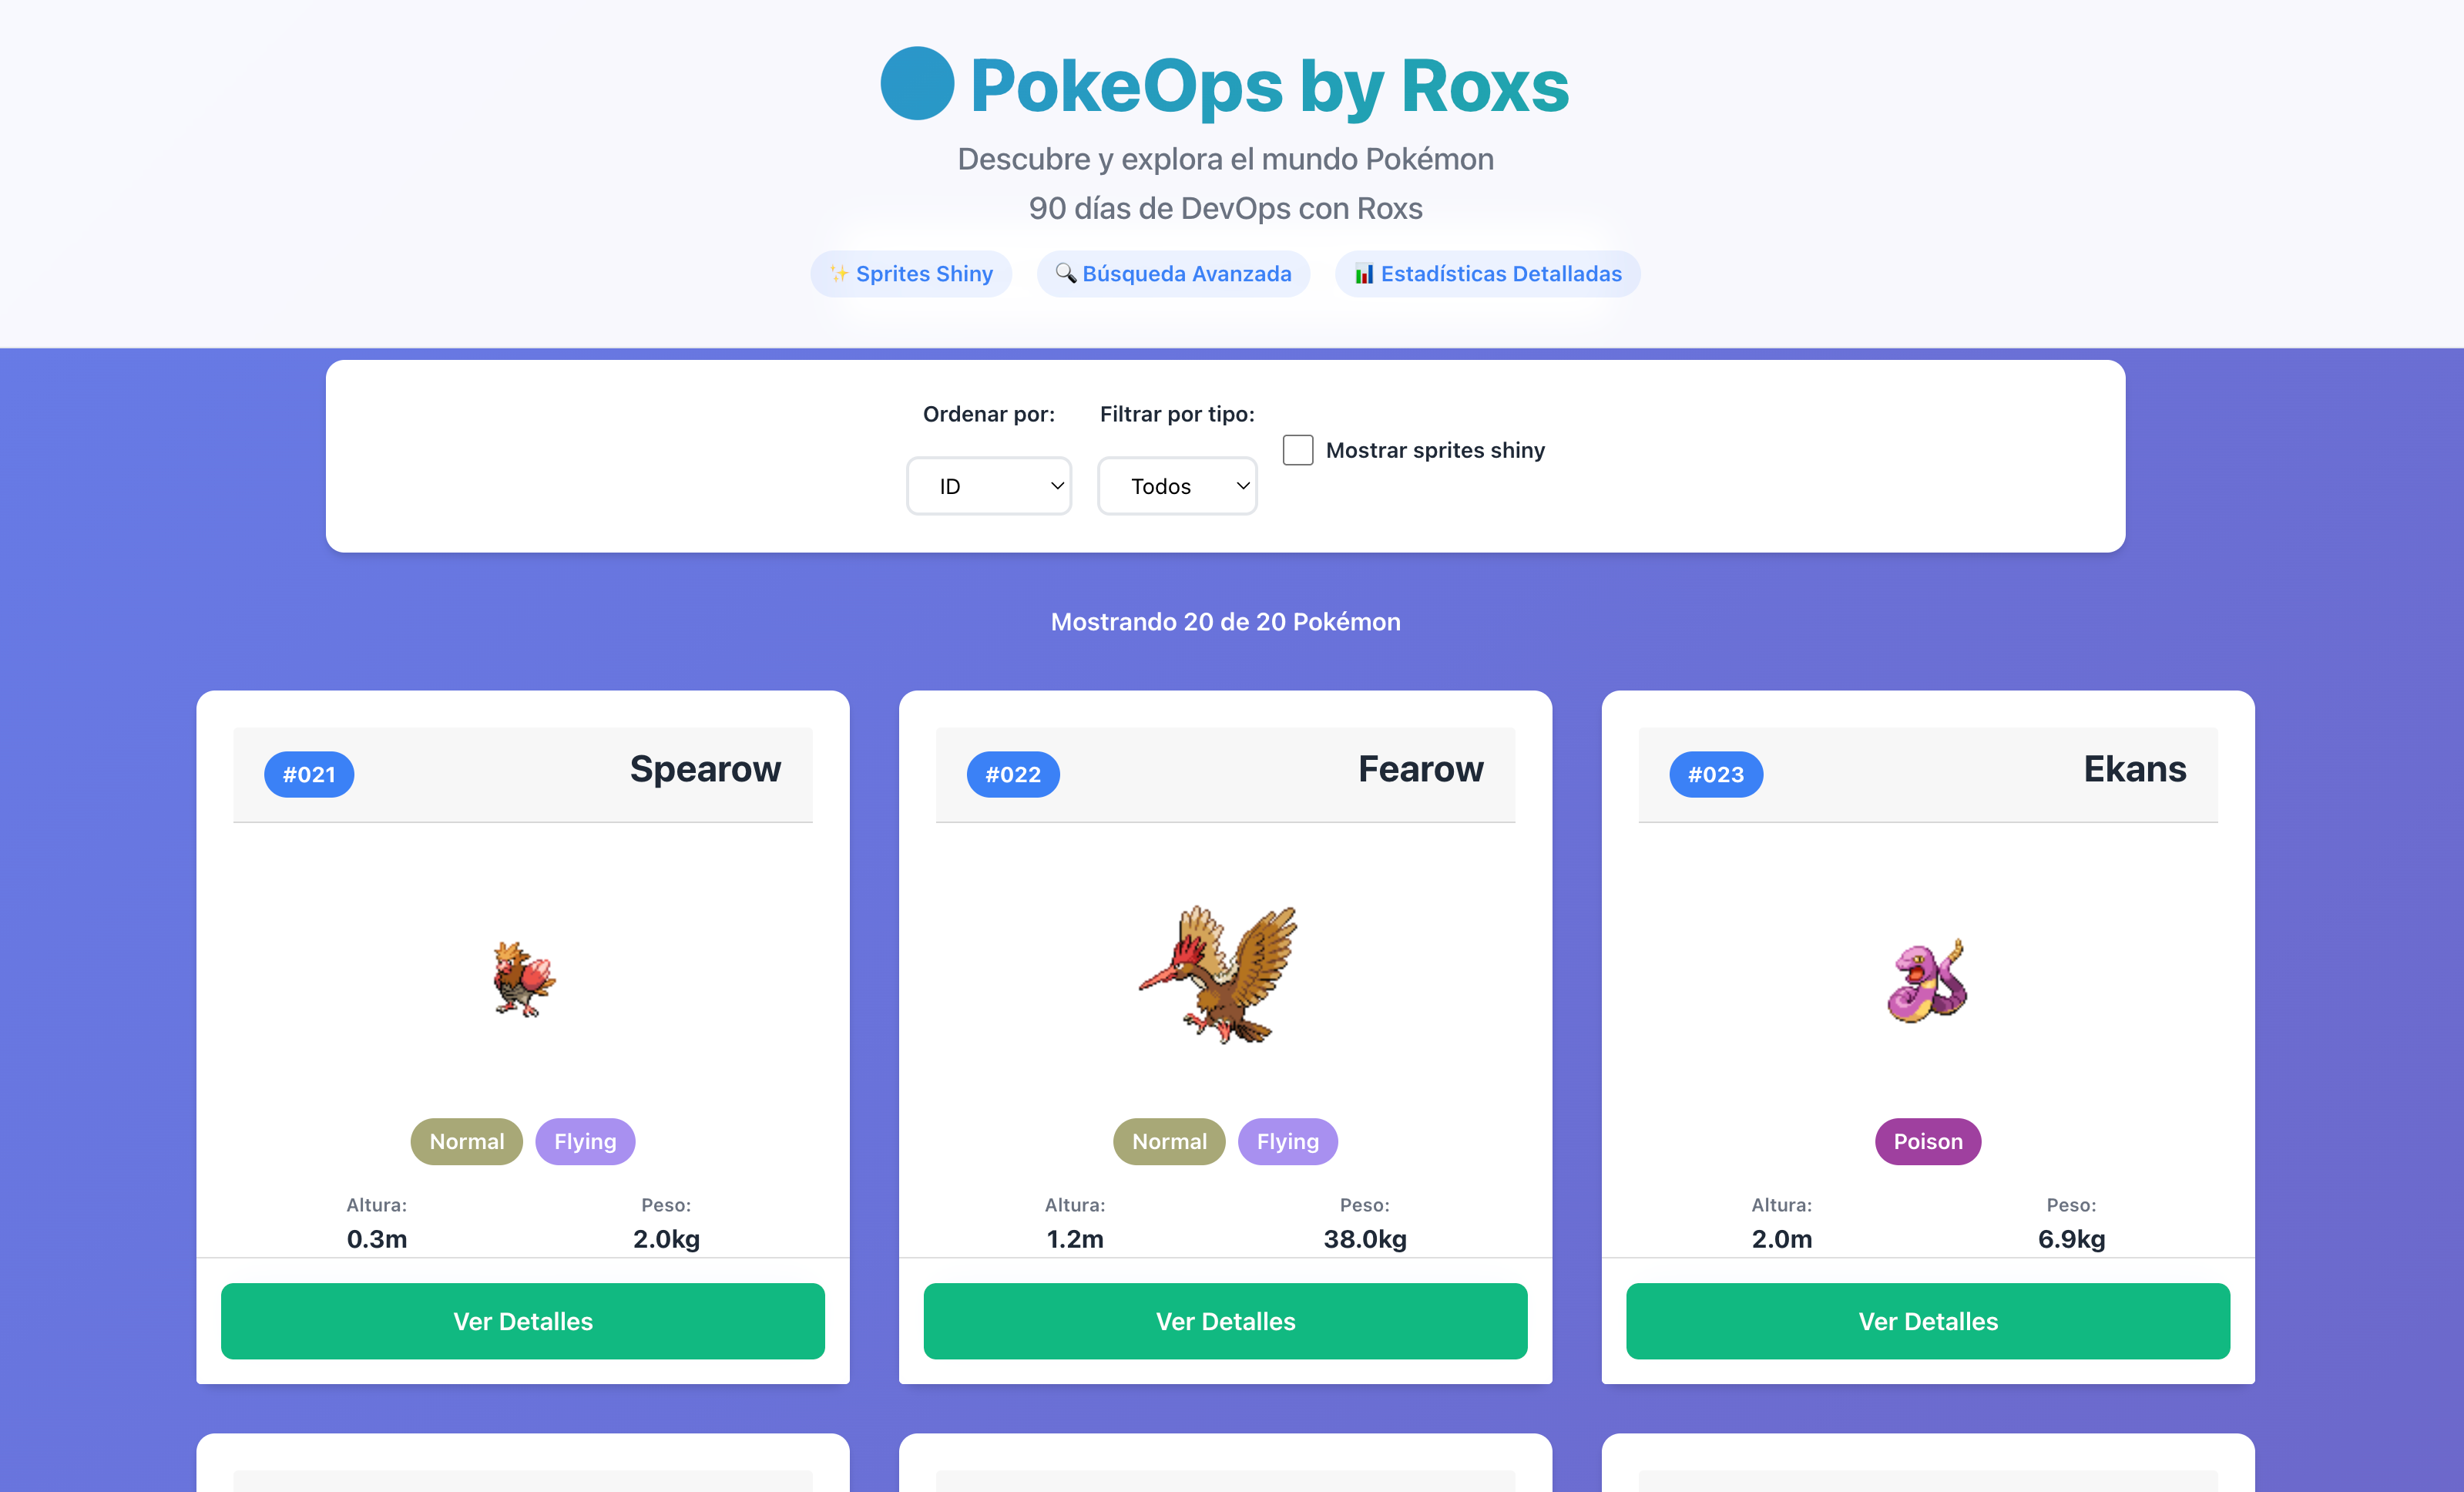 PokeOps by Roxs
Descubre y explora el mundo Pokémon
90 días de DevOps con Roxs
✨ Sprites Shiny
🔍 Búsqueda Avanzada
📊 Estadísticas Detalladas
Ordenar por:
Filtrar por tipo:
ID
Todos
Mostrar sprites shiny
Mostrando 20 de 20 Pokémon
#021
Spearow
Normal
Flying
Altura:
Peso:
0.3m
2.0kg
Ver Detalles
#022
Fearow
Normal
Flying
Altura:
Peso:
1.2m
38.0kg
Ver Detalles
#023
Ekans
Poison
Altura:
Peso:
2.0m
6.9kg
Ver Detalles